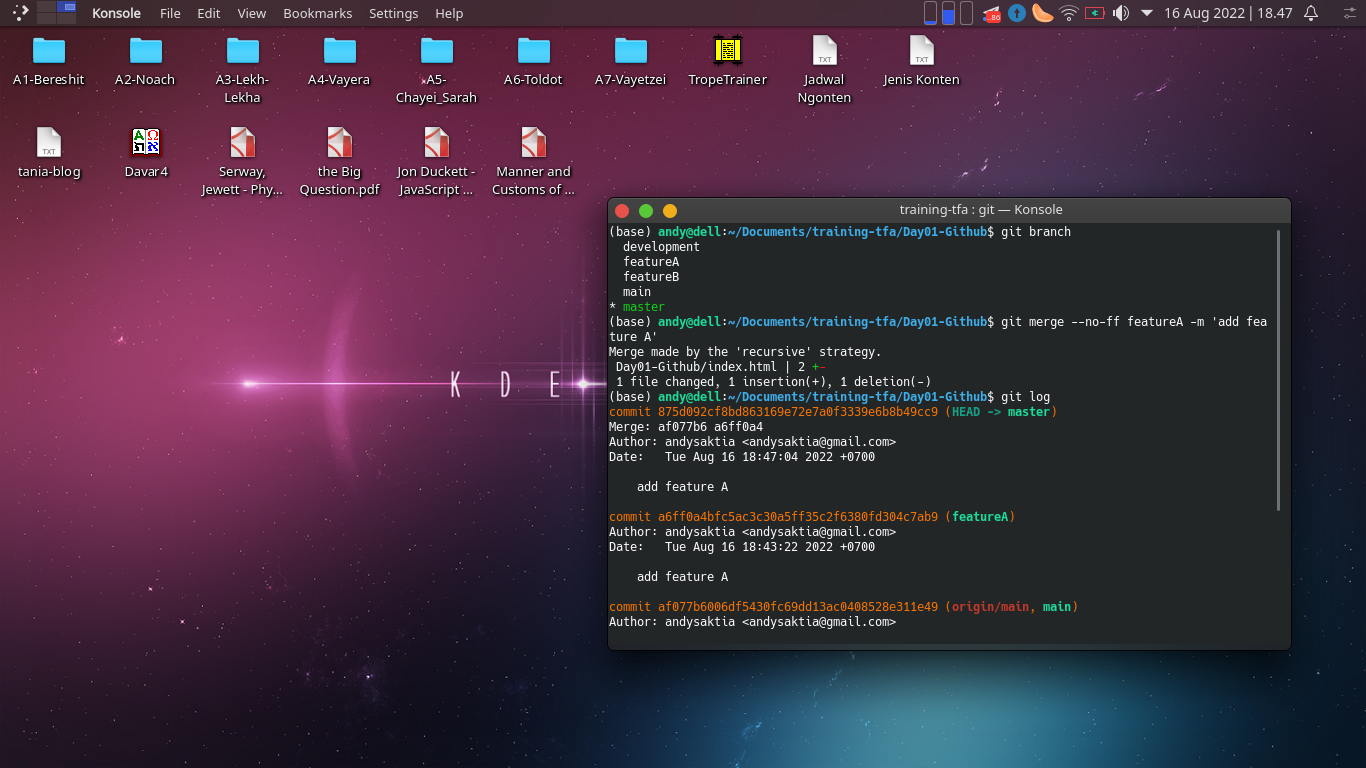 Konsole File Edit View Bookmarks Settings Help
86
16 Aug 2022 | 18.47
A1-Bereshit A2-Noach A3-Lekh-Lekha A4-Vayera A5-Chayei_Sarah A6-Toldot A7-Vayetzei TropeTrainer
TXT
Jadwal Ngonten
TXT
Jenis Konten
TXT
tania-blog
Davar4
Serway, Jewett - Phy...
the Big Question.pdf
Jon Duckett - JavaScript ...
Manner and Customs of ...
KDE
training-tfa : git — Konsole
(base) andy@dell:~/Documents/training-tfa/Day01-Github$ git branch
  development
  featureA
  featureB
  main
* master
(base) andy@dell:~/Documents/training-tfa/Day01-Github$ git merge --no-ff featureA -m 'add fea
ture A'
Merge made by the 'recursive' strategy.
 Day01-Github/index.html | 2 +-
 1 file changed, 1 insertion(+), 1 deletion(-)
(base) andy@dell:~/Documents/training-tfa/Day01-Github$ git log
commit 875d092cf8bd863169e72e7a0f3339e6b8b49cc9 (HEAD -> master)
Merge: af077b6 a6ff0a4
Author: andysaktia <andysaktia@gmail.com>
Date:   Tue Aug 16 18:47:04 2022 +0700
    add feature A
commit a6ff0a4bfc5ac3c30a5ff35c2f6380fd304c7ab9 (featureA)
Author: andysaktia <andysaktia@gmail.com>
Date:   Tue Aug 16 18:43:22 2022 +0700
    add feature A
commit af077b6006df5430fc69dd13ac0408528e311e49 (origin/main, main)
Author: andysaktia <andysaktia@gmail.com>